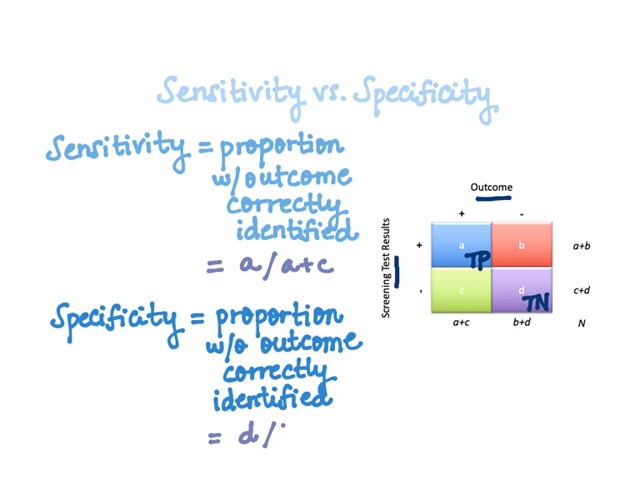 Sensitivity vs. Specificity
Sensitivity = proportion
w/ outcome
correctly
identified
= a/a+c
Specificity = proportion
w/o outcome
correctly
identified
= d/
Outcome
+ -
Screening Test Results
+ a TP b a+b
- c d TN c+d
a+c b+d N